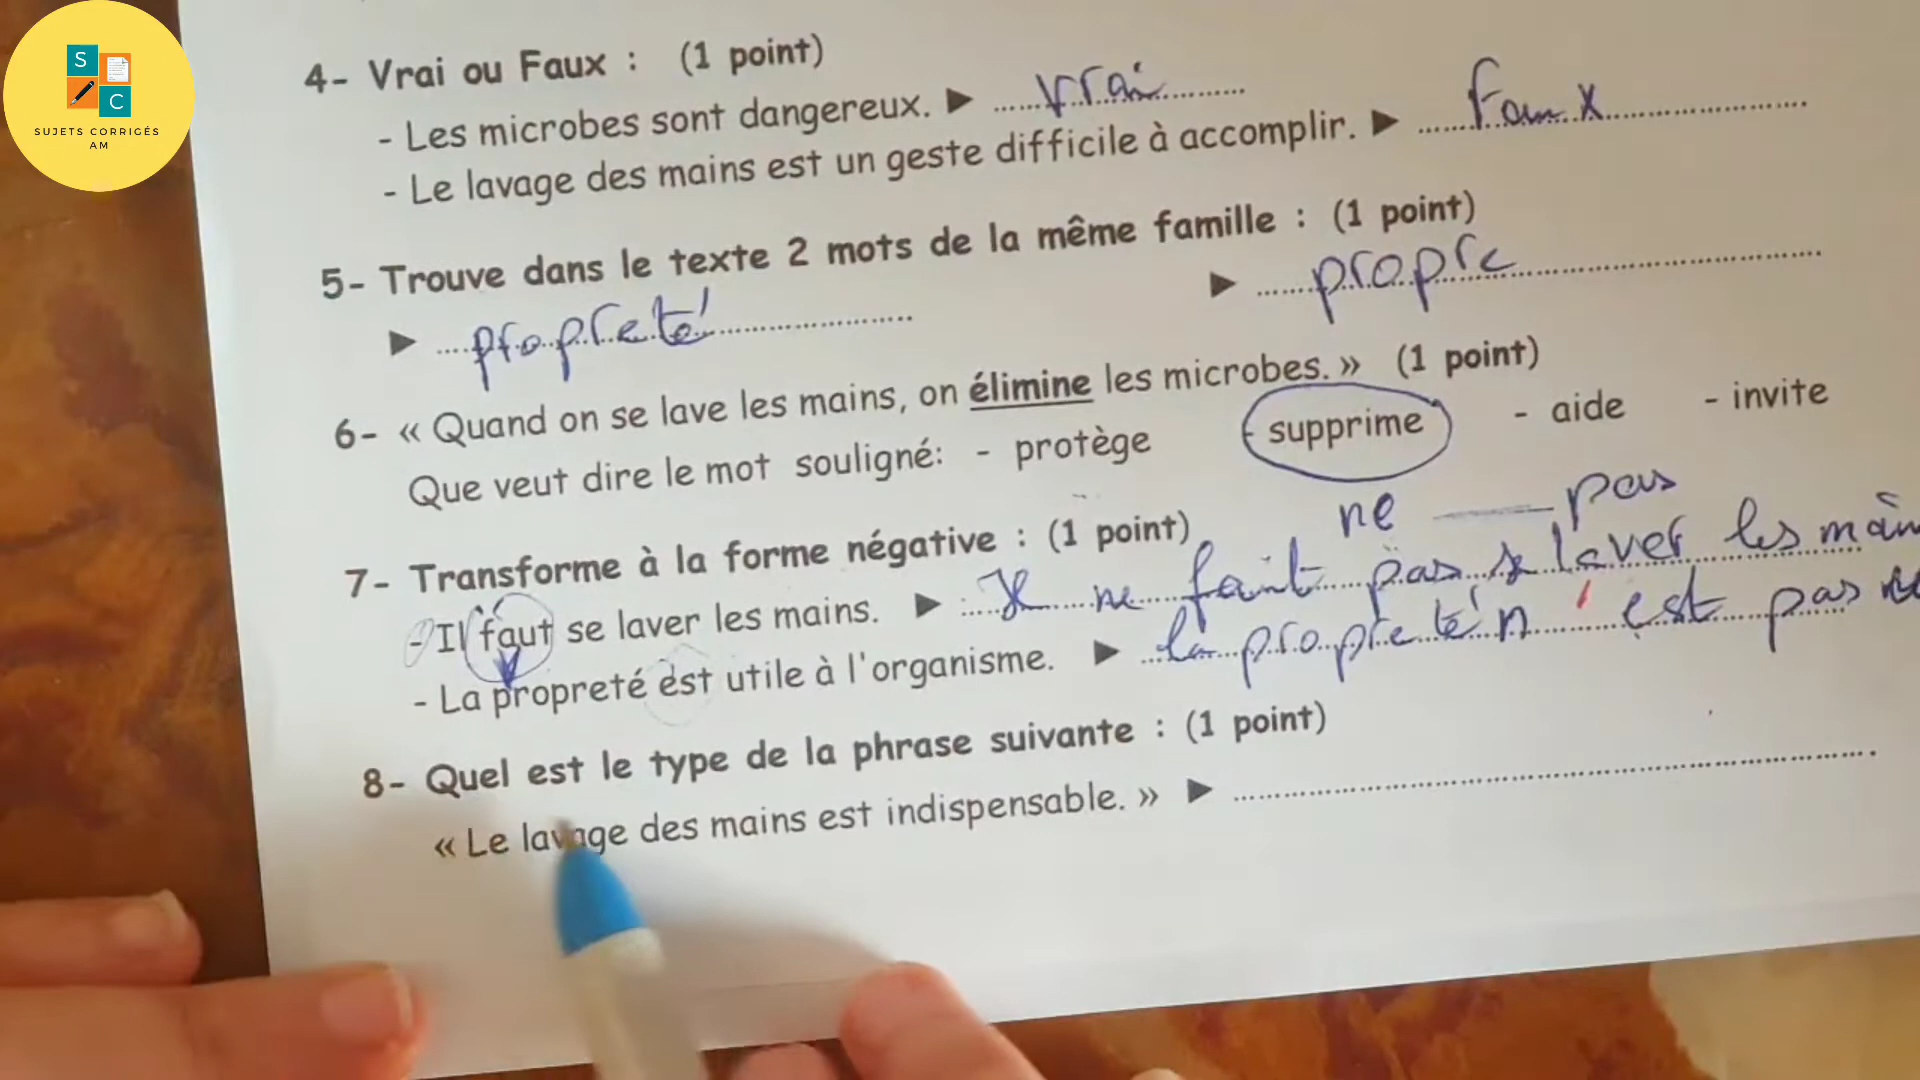 S
C
SUJETS CORRIGÉS
AM
4- Vrai ou Faux : (1 point)
- Les microbes sont dangereux. ► vrai
- Le lavage des mains est un geste difficile à accomplir. ► Faux
5- Trouve dans le texte 2 mots de la même famille : (1 point)
► propreté ► propre
6- « Quand on se lave les mains, on élimine les microbes. » (1 point)
Que veut dire le mot souligné: - protège - supprime - aide - invite
ne pas
7- Transforme à la forme négative : (1 point)
- Il faut se laver les mains. ► ne faut pas se laver les main
- La propreté est utile à l'organisme. ► la propreté n'est pas
8- Quel est le type de la phrase suivante : (1 point)
« Le lavage des mains est indispensable. » ►